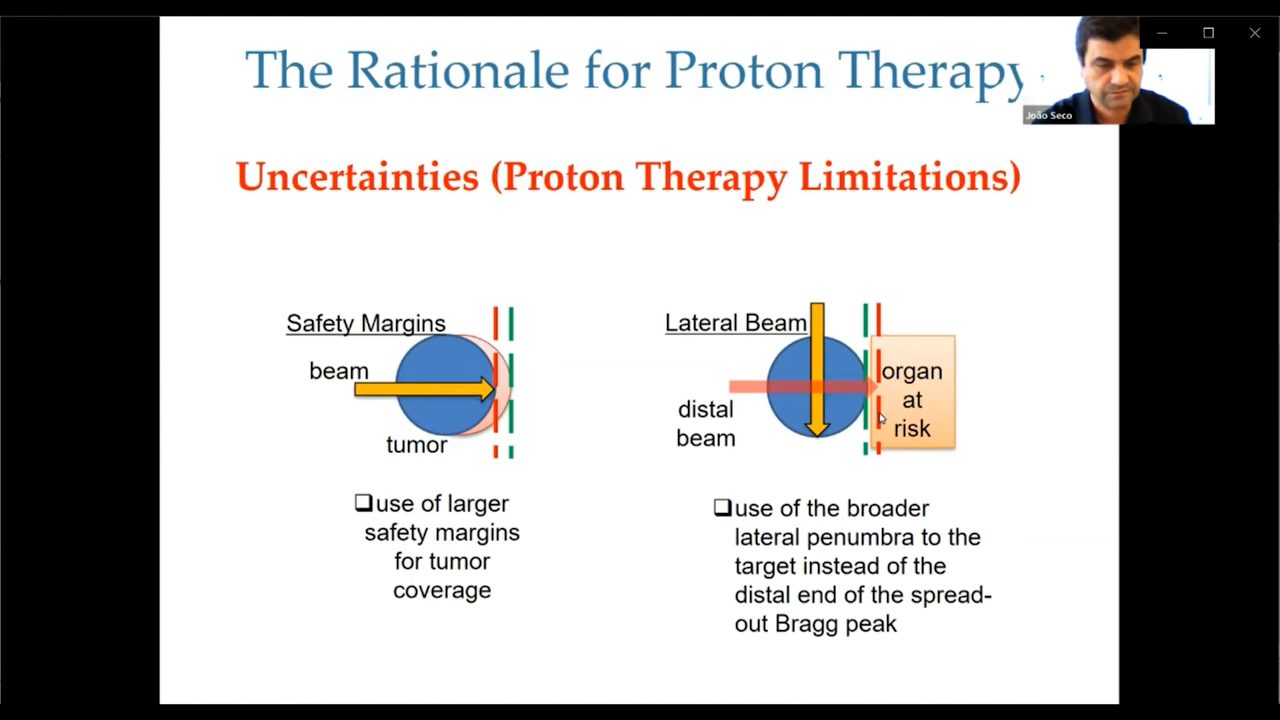 The Rationale for Proton Therapy
João Seco
Uncertainties (Proton Therapy Limitations)
Safety Margins
beam
tumor
❑use of larger
safety margins
for tumor
coverage
Lateral Beam
distal
beam
organ
at
risk
❑use of the broader
lateral penumbra to the
target instead of the
distal end of the spread-
out Bragg peak